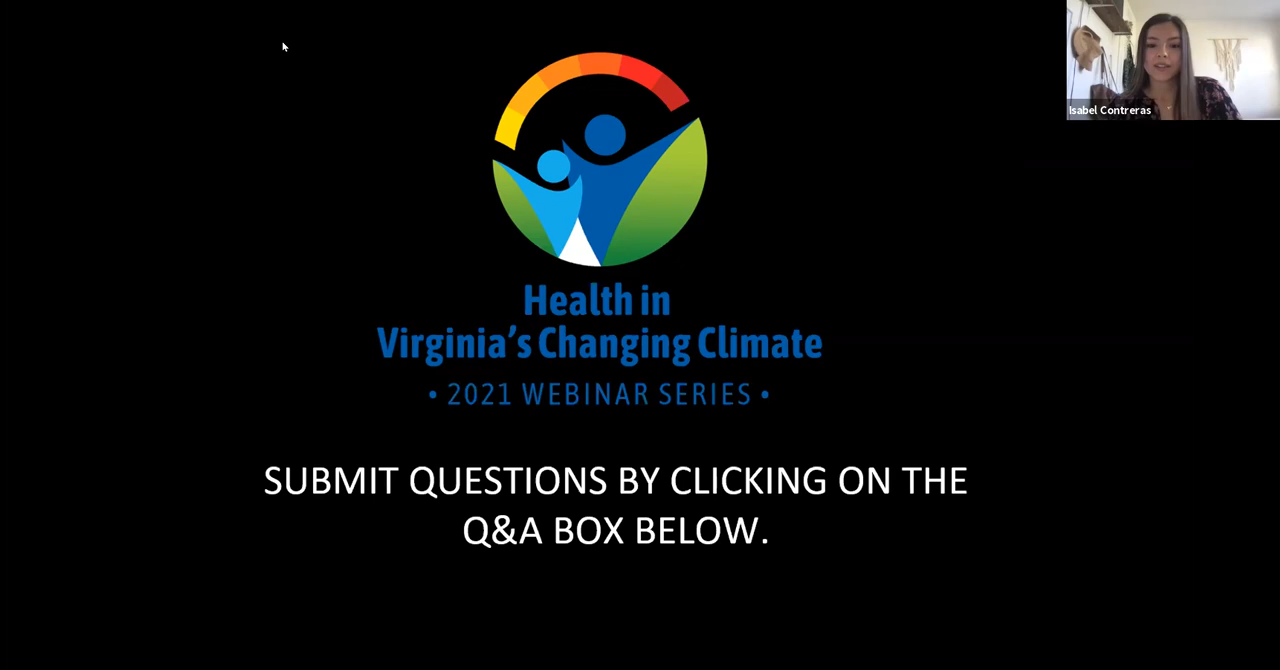 Isabel Contreras
Health in
Virginia's Changing Climate
• 2021 WEBINAR SERIES •
SUBMIT QUESTIONS BY CLICKING ON THE
Q&A BOX BELOW.